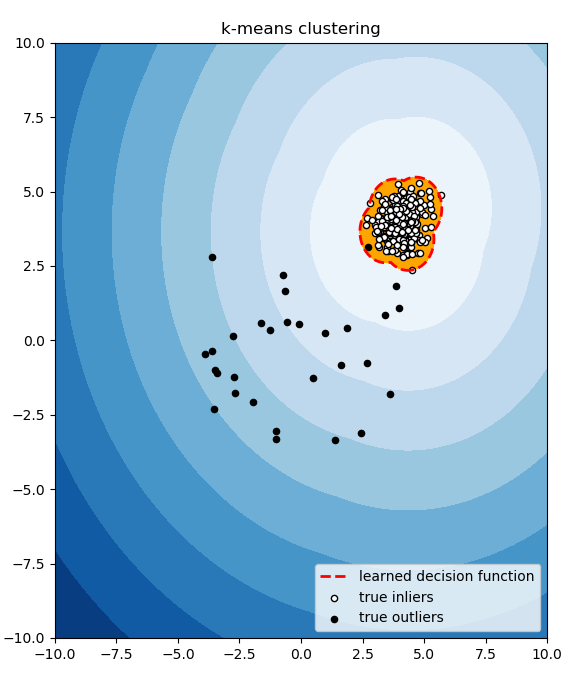 k-means clustering
10.0
7.5
5.0
2.5
0.0
−2.5
−5.0
−7.5
−10.0
−10.0 −7.5 −5.0 −2.5 0.0 2.5 5.0 7.5 10.0
learned decision function
true inliers
true outliers